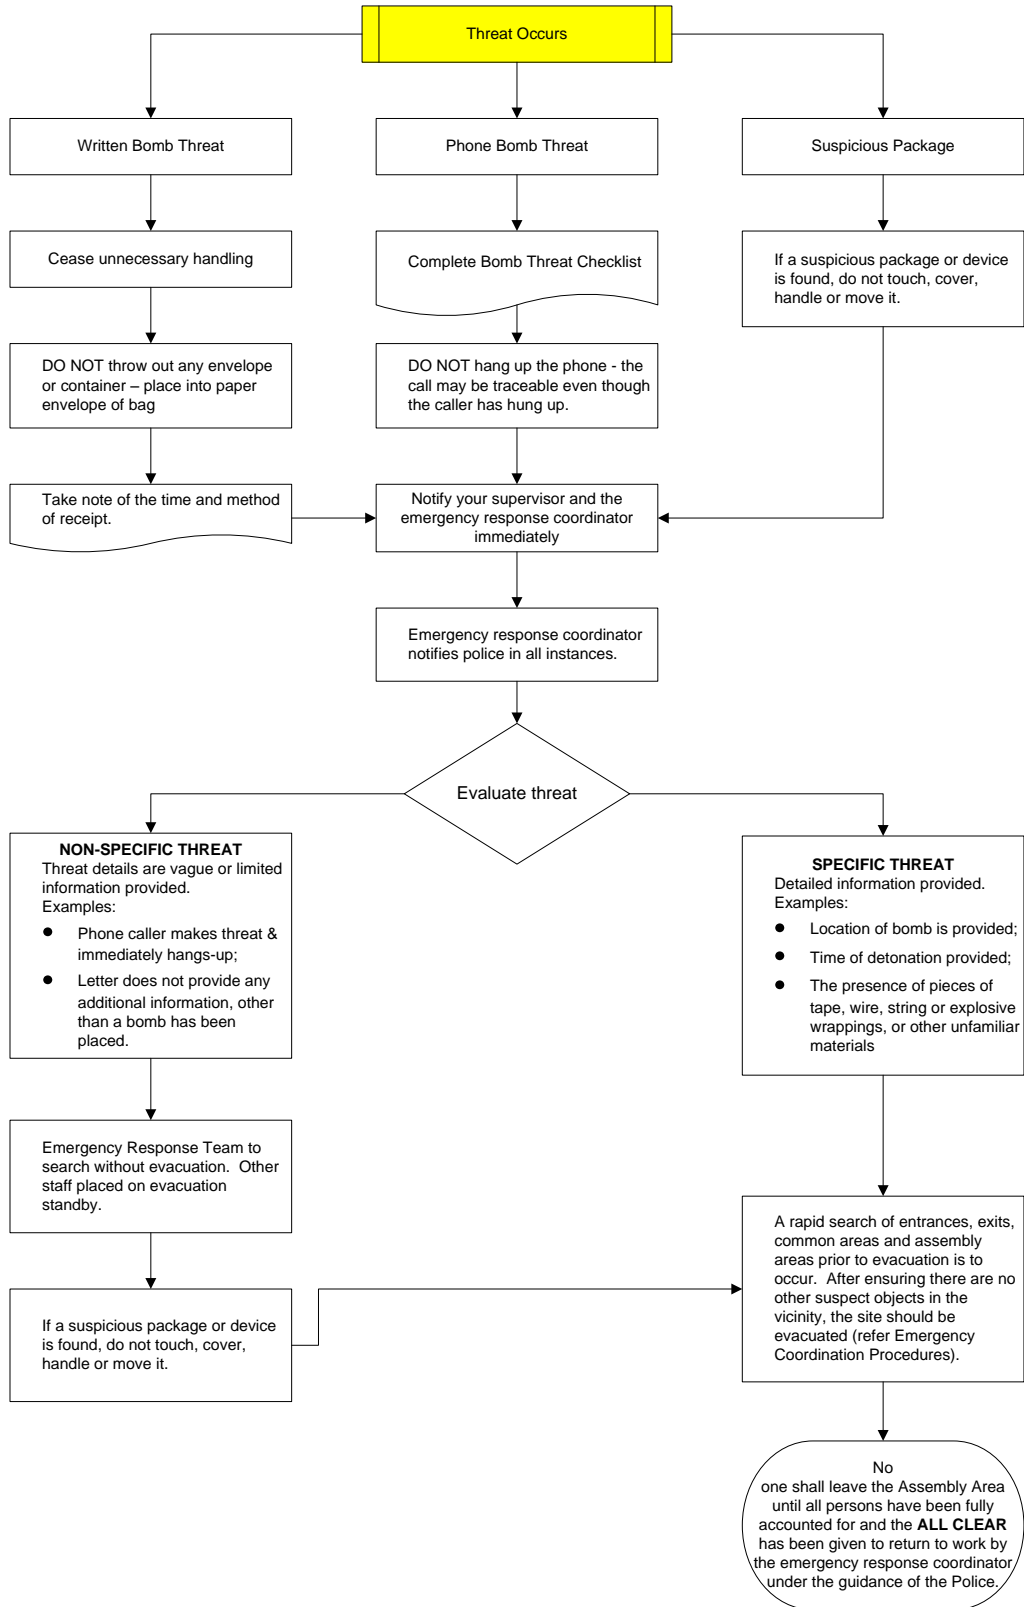 Threat Occurs
Written Bomb Threat
Phone Bomb Threat
Suspicious Package
Cease unnecessary handling
Complete Bomb Threat Checklist
If a suspicious package or device
is found, do not touch, cover,
handle or move it.
DO NOT throw out any envelope
or container – place into paper
envelope of bag
DO NOT hang up the phone - the
call may be traceable even though
the caller has hung up.
Take note of the time and method
of receipt.
Notify your supervisor and the
emergency response coordinator
immediately
Emergency response coordinator
notifies police in all instances.
Evaluate threat
NON-SPECIFIC THREAT
Threat details are vague or limited
information provided.
Examples:
● Phone caller makes threat &
immediately hangs-up;
● Letter does not provide any
additional information, other
than a bomb has been
placed.
SPECIFIC THREAT
Detailed information provided.
Examples:
● Location of bomb is provided;
● Time of detonation provided;
● The presence of pieces of
tape, wire, string or explosive
wrappings, or other unfamiliar
materials
Emergency Response Team to
search without evacuation.  Other
staff placed on evacuation
standby.
If a suspicious package or device
is found, do not touch, cover,
handle or move it.
A rapid search of entrances, exits,
common areas and assembly
areas prior to evacuation is to
occur.  After ensuring there are no
other suspect objects in the
vicinity, the site should be
evacuated (refer Emergency
Coordination Procedures).
No
one shall leave the Assembly Area
until all persons have been fully
accounted for and the ALL CLEAR
has been given to return to work by
the emergency response coordinator
under the guidance of the Police.